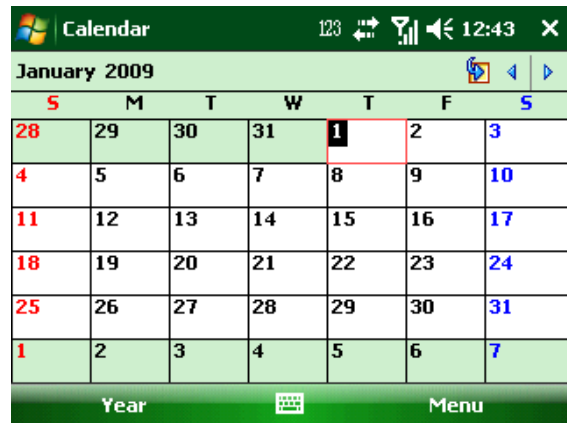 Calendar 123 12:43
January 2009
S M T W T F S
28 29 30 31 1 2 3
4 5 6 7 8 9 10
11 12 13 14 15 16 17
18 19 20 21 22 23 24
25 26 27 28 29 30 31
1 2 3 4 5 6 7
Year Menu